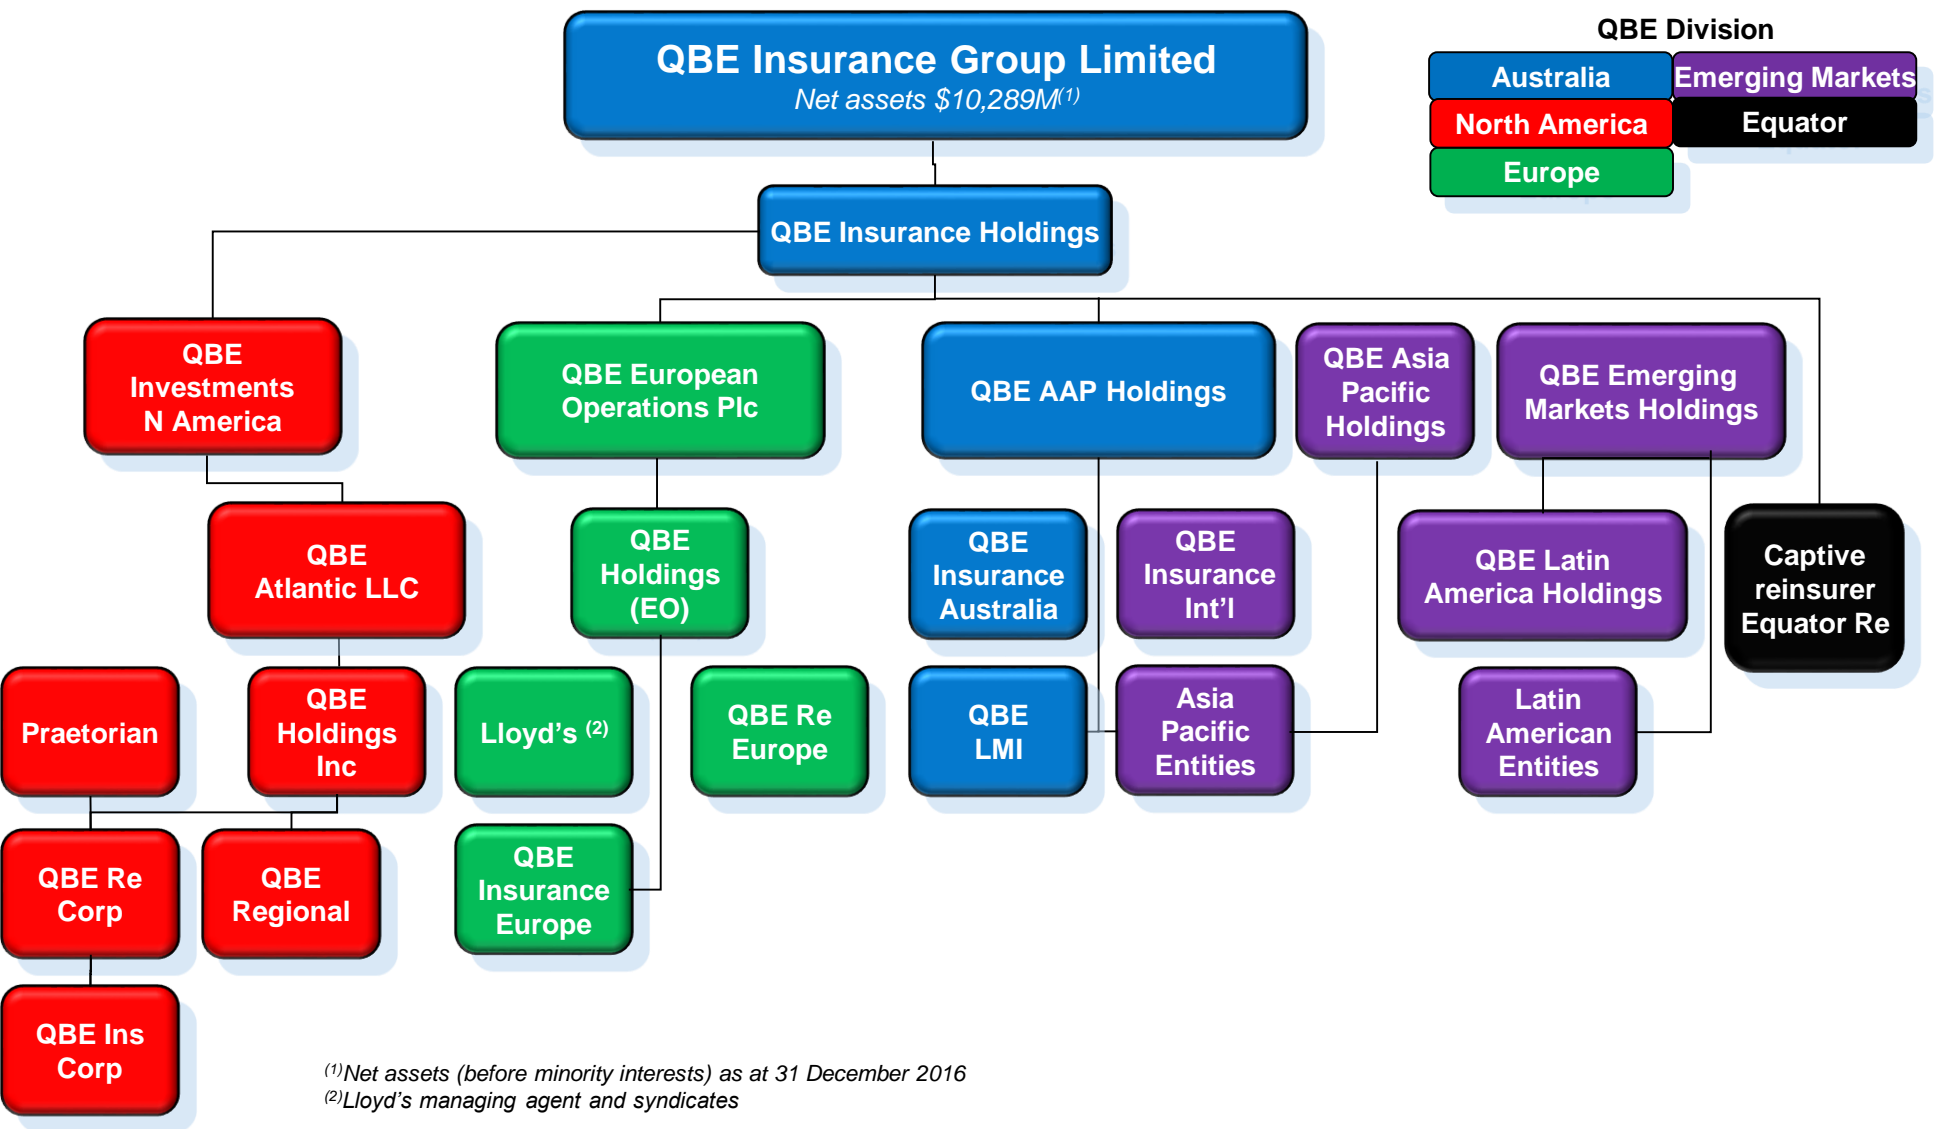 QBE Insurance Group Limited
Net assets $10,289M(1)
QBE Division
Australia
Emerging Markets
North America
Equator
Europe
QBE Insurance Holdings
QBE
Investments
N America
QBE European
Operations Plc
QBE AAP Holdings
QBE Asia
Pacific
Holdings
QBE Emerging
Markets Holdings
QBE
Atlantic LLC
QBE
Holdings
(EO)
QBE
Insurance
Australia
QBE
Insurance
Int’l
QBE Latin
America Holdings
Captive
reinsurer
Equator Re
Praetorian
QBE
Holdings
Inc
Lloyd’s (2)
QBE Re
Europe
QBE
LMI
Asia
Pacific
Entities
Latin
American
Entities
QBE Re
Corp
QBE
Regional
QBE
Insurance
Europe
QBE Ins
Corp
(1)Net assets (before minority interests) as at 31 December 2016
(2)Lloyd’s managing agent and syndicates